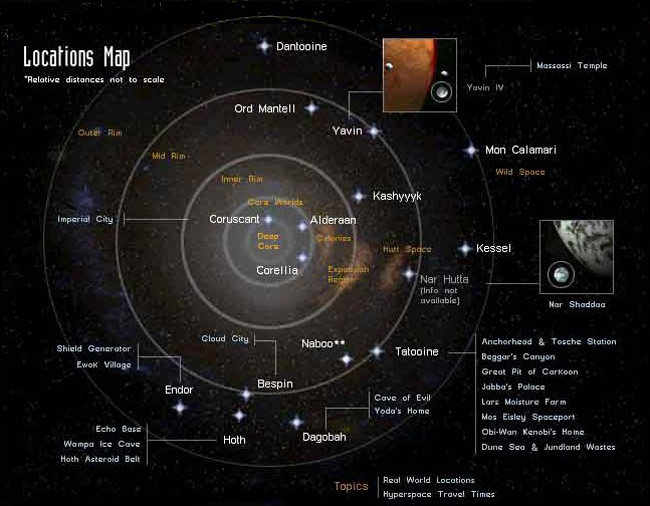 Locations Map
*Relative distances not to scale
Dantooine
Massassi Temple
Yavin IV
Ord Mantell
Yavin
Outer Rim
Mid Rim
Mon Calamari
Wild Space
Inner Rim
Kashyyyk
Core Worlds
Imperial City
Coruscant
Alderaan
Deep
Core
Colonies
Hutt Space
Kessel
Corellia
Expansion
Region
Nar Hutta
(Info not
available)
Nar Shaddaa
Cloud City
Naboo**
Tatooine
Anchorhead & Tosche Station
Beggar's Canyon
Great Pit of Carkoon
Jabba's Palace
Lars Moisture Farm
Mos Eisley Spaceport
Obi-Wan Kenobi's Home
Dune Sea & Jundland Wastes
Shield Generator
Ewok Village
Endor
Bespin
Cave of Evil
Yoda's Home
Echo Base
Wampa Ice Cave
Hoth Asteroid Belt
Hoth
Dagobah
Topics
Real World Locations
Hyperspace Travel Times